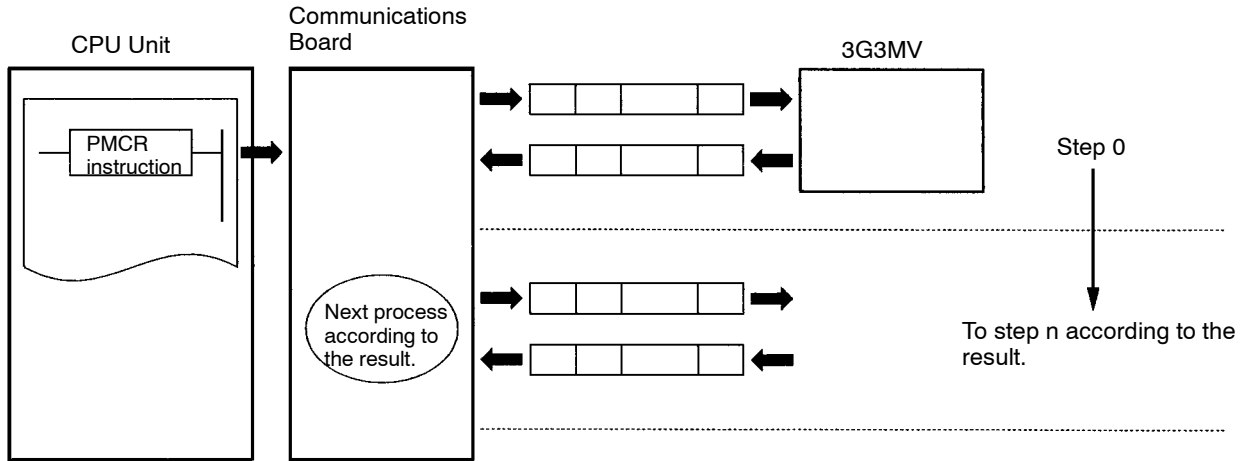 Communications
Board
CPU Unit
3G3MV
PMCR
instruction
Step 0
Next process
according to
the result.
To step n according to the
result.